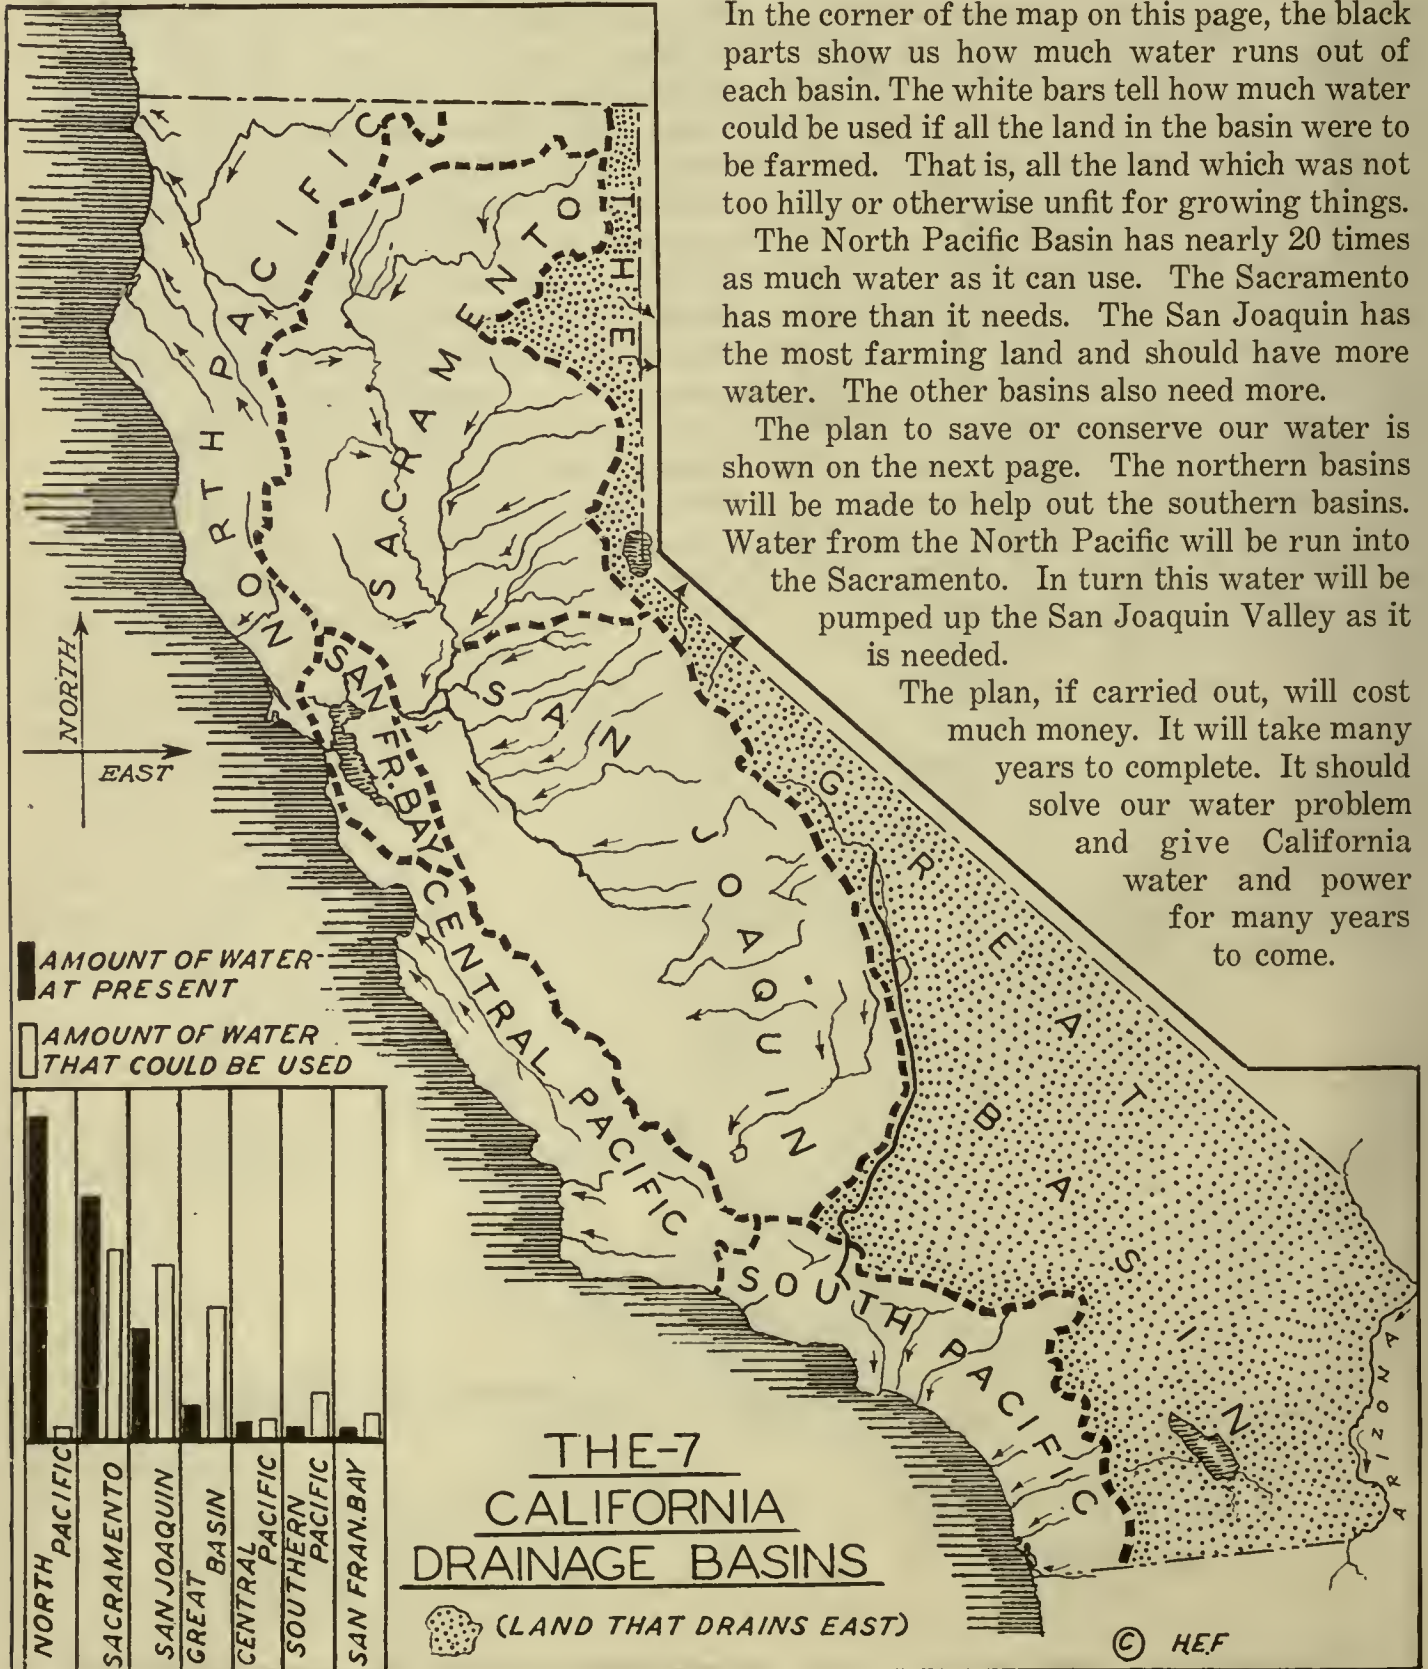 In the corner of the map on this page, the black
parts show us how much water runs out of
each basin. The white bars tell how much water
could be used if all the land in the basin were to
be farmed. That is, all the land which was not
too hilly or otherwise unfit for growing things.
The North Pacific Basin has nearly 20 times
as much water as it can use. The Sacramento
has more than it needs. The San Joaquin has
the most farming land and should have more
water. The other basins also need more.
The plan to save or conserve our water is
shown on the next page. The northern basins
will be made to help out the southern basins.
Water from the North Pacific will be run into
the Sacramento. In turn this water will be
pumped up the San Joaquin Valley as it
is needed.
The plan, if carried out, will cost
much money. It will take many
years to complete. It should
solve our water problem
and give California
water and power
for many years
to come.
NORTH PACIFIC
SACRAMENTO
THE GREAT BASIN
SAN FR. BAY
SAN JOAQUIN
CENTRAL PACIFIC
SOUTH PACIFIC
ARIZONA
NORTH
EAST
AMOUNT OF WATER
AT PRESENT
AMOUNT OF WATER
THAT COULD BE USED
NORTH
PACIFIC
SACRAMENTO
SAN JOAQUIN
GREAT
BASIN
CENTRAL
PACIFIC
SOUTHERN
PACIFIC
SAN FRAN. BAY
THE-7
CALIFORNIA
DRAINAGE BASINS
(LAND THAT DRAINS EAST)
© H.E.F